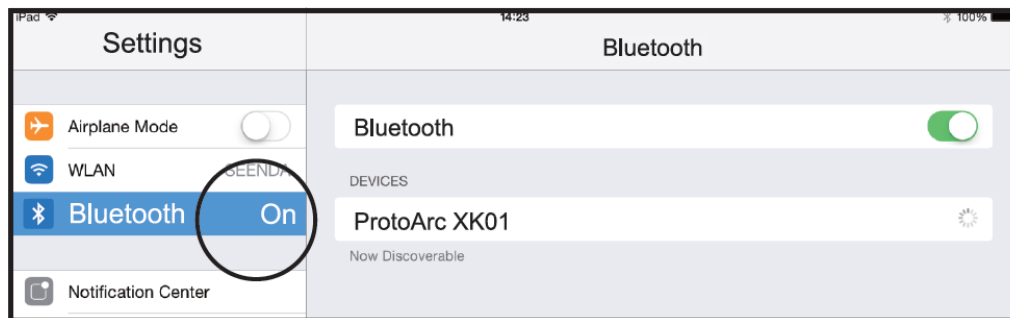 iPad 14:23 100%
Settings
Bluetooth
Airplane Mode
WLAN SEENDA
Bluetooth On
Notification Center
Bluetooth
DEVICES
ProtoArc XK01
Now Discoverable